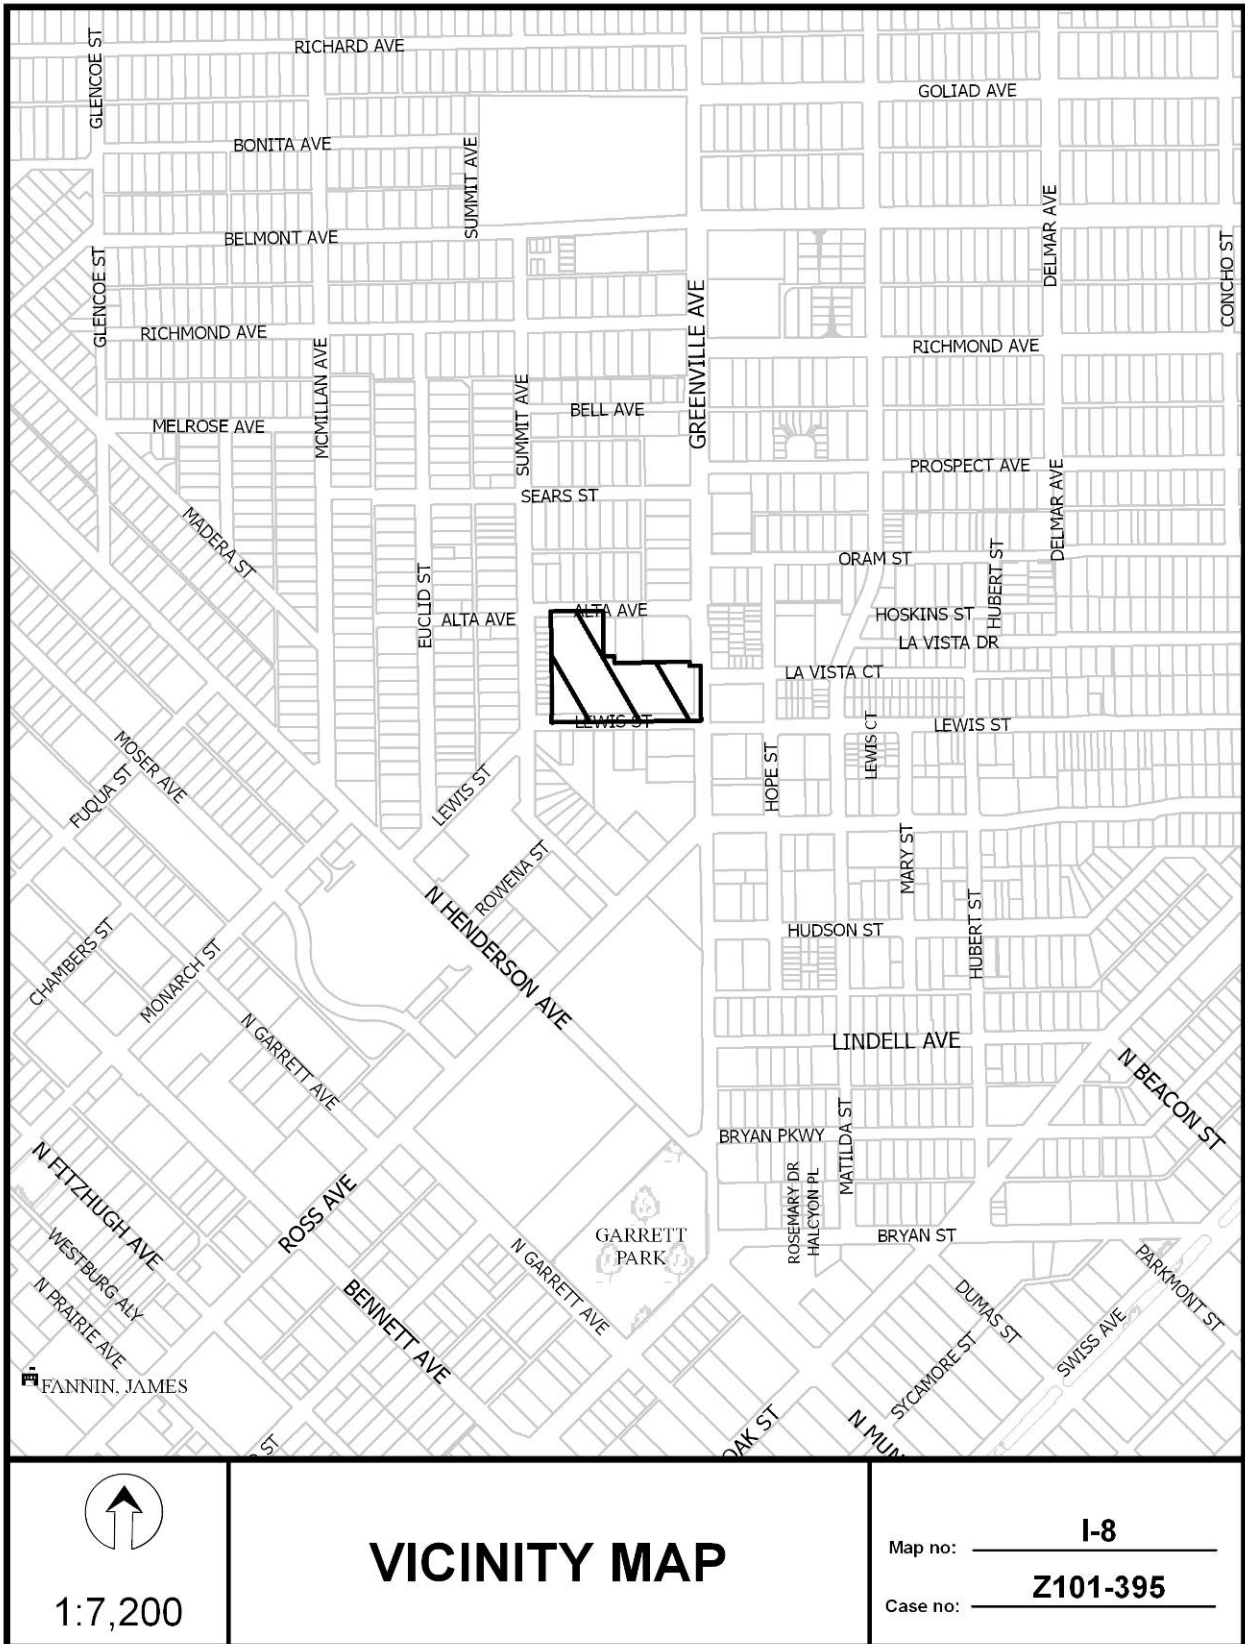 RICHARD AVE
GLENCOE ST
GOLIAD AVE
BONITA AVE
SUMMIT AVE
BELMONT AVE
DELMAR AVE
CONCHO ST
GLENCOE ST
RICHMOND AVE
GREENVILLE AVE
RICHMOND AVE
MCMILLAN AVE
SUMMIT AVE
BELL AVE
MELROSE AVE
PROSPECT AVE
DELMAR AVE
SEARS ST
MADERA ST
ORAM ST
HUBERT ST
EUCLID ST
ALTA AVE
ALTA AVE
HOSKINS ST
LA VISTA DR
LA VISTA CT
LEWIS ST
LEWIS ST
LEWIS CT
HOPE ST
MOSER AVE
FUQUA ST
LEWIS ST
MARY ST
ROWENA ST
N HENDERSON AVE
HUDSON ST
HUBERT ST
CHAMBERS ST
MONARCH ST
N GARRETT AVE
LINDELL AVE
N BEACON ST
BRYAN PKWY
MATILDA ST
ROSEMARY DR
HALCYON PL
N FITZHUGH AVE
ROSS AVE
GARRETT
PARK
BRYAN ST
WESTBURG ALY
N PRAIRIE AVE
N GARRETT AVE
BENNETT AVE
PARKMONT ST
DUMAS ST
SWISS AVE
SYCAMORE ST
FANNIN, JAMES
OAK ST
N MUN
ST
1:7,200
VICINITY MAP
Map no: I-8
Case no: Z101-395